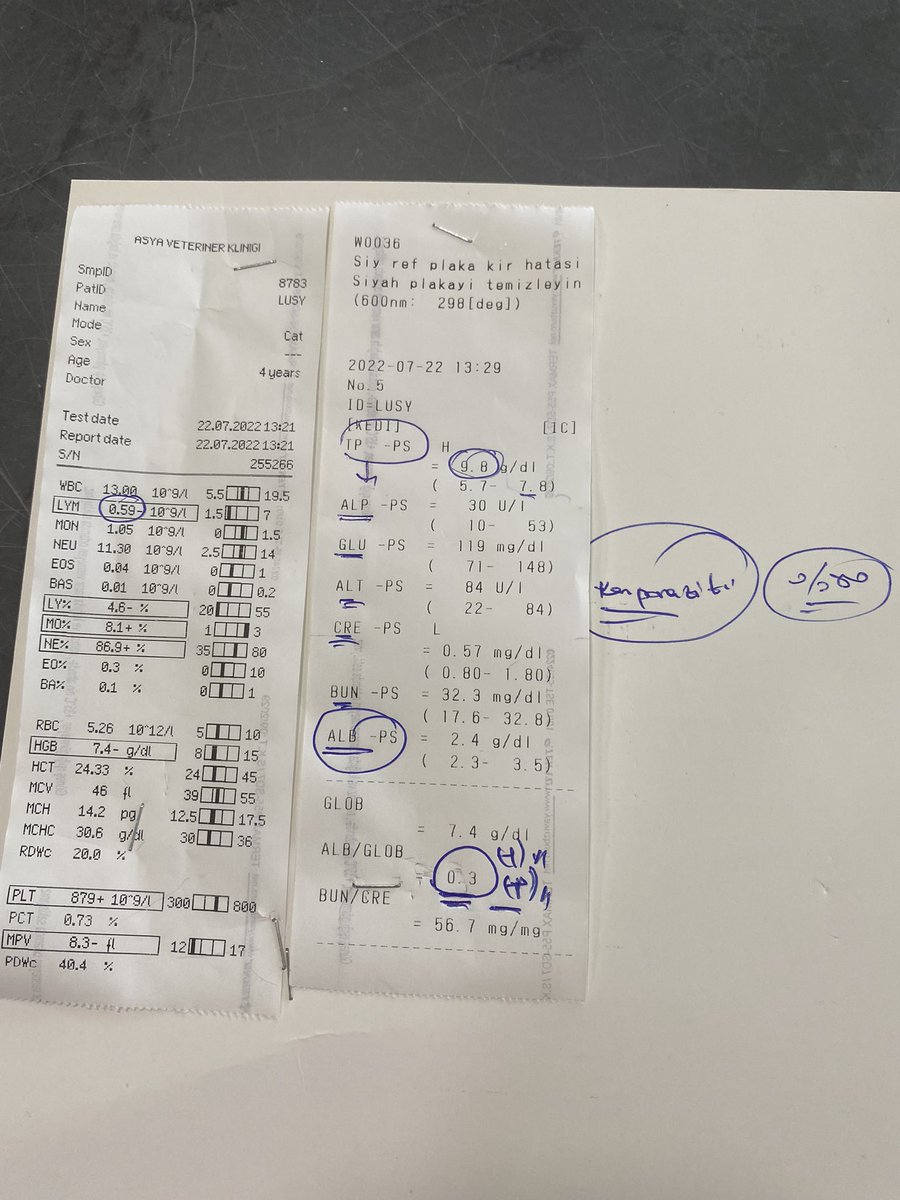 ASYA VETERINER KLINIGI
SmpID
PatID 8783
Name LUSY
Mode Cat
Sex ---
Age 4 years
Doctor
Test date 22.07.2022 13:21
Report date 22.07.2022 13:21
S/N 255266
WBC 13.00 10^9/l 5.5 19.5
LYM 0.59- 10^9/l 1.5 7
MON 1.05 10^9/l 0 1.5
NEU 11.30 10^9/l 2.5 14
EOS 0.04 10^9/l 0 1
BAS 0.01 10^9/l 0 0.2
LY% 4.6- % 20 55
MO% 8.1+ % 1 3
NE% 86.9+ % 35 80
EO% 0.3 % 0 10
BA% 0.1 % 0 1
RBC 5.26 10^12/l 5 10
HGB 7.4- g/dl 8 15
HCT 24.33 % 24 45
MCV 46 fl 39 55
MCH 14.2 pg 12.5 17.5
MCHC 30.6 g/dl 30 36
RDWc 20.0 %
PLT 879+ 10^9/l 300 800
PCT 0.73 %
MPV 8.3- fl 12 17
PDWc 40.4 %
W0036
Siy ref plaka kir hatasi
Siyah plakayi temizleyin
(600nm: 298[deg])
2022-07-22 13:29
No.5
ID=LUSY
[KEDI] [1C]
TP -PS H
= 9.8 g/dl
( 5.7- 7.8)
ALP -PS = 30 U/l
( 10- 53)
GLU -PS = 119 mg/dl
( 71- 148)
ALT -PS = 84 U/l
( 22- 84)
CRE -PS L
= 0.57 mg/dl
( 0.80- 1.80)
BUN -PS = 32.3 mg/dl
( 17.6- 32.8)
ALB -PS = 2.4 g/dl
( 2.3- 3.5)
GLOB
= 7.4 g/dl
ALB/GLOB
= 0.3
BUN/CRE
= 56.7 mg/mg
(+)
(+)
Kan paraziti